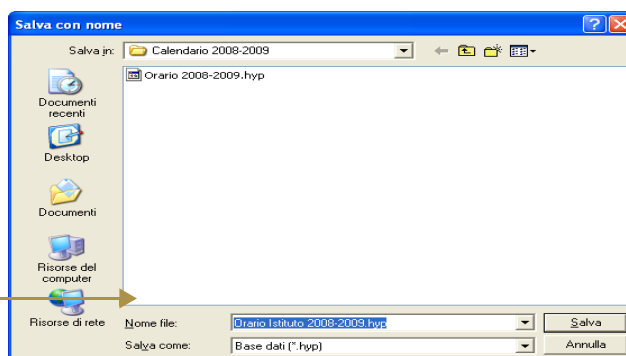 Salva con nome
Salva in: Calendario 2008-2009
Orario 2008-2009.hyp
Documenti
recenti
Desktop
Documenti
Risorse del
computer
Risorse di rete
Nome file: Orario Istituto 2008-2009.hyp Salva
Salva come: Base dati (*.hyp) Annulla